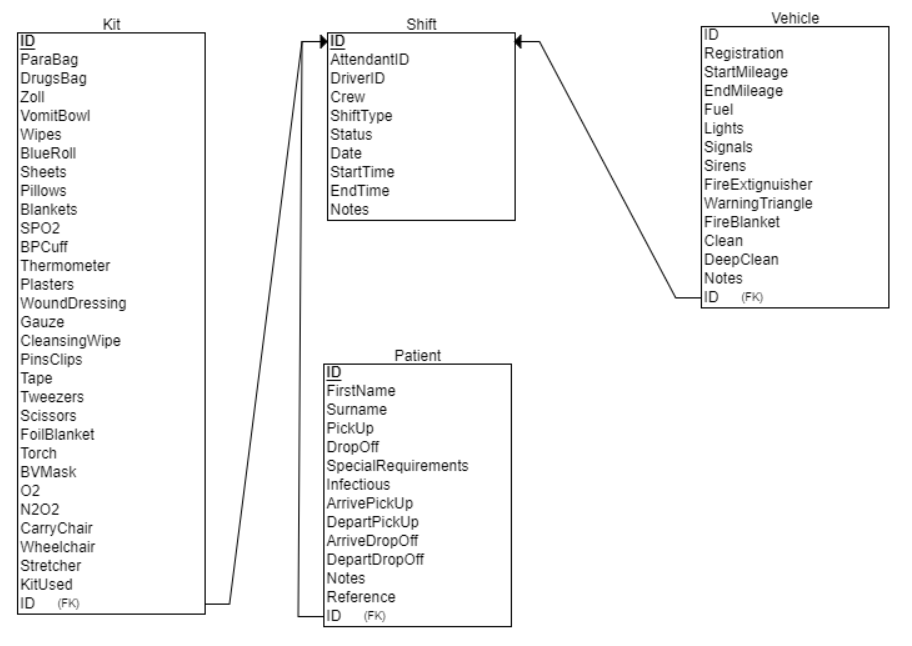 Kit
ID
ParaBag
DrugsBag
Zoll
VomitBowl
Wipes
BlueRoll
Sheets
Pillows
Blankets
SPO2
BPCuff
Thermometer
Plasters
WoundDressing
Gauze
CleansingWipe
PinsClips
Tape
Tweezers
Scissors
FoilBlanket
Torch
BVMask
O2
N2O2
CarryChair
Wheelchair
Stretcher
KitUsed
ID (FK)
Shift
ID
AttendantID
DriverID
Crew
ShiftType
Status
Date
StartTime
EndTime
Notes
Patient
ID
FirstName
Surname
PickUp
DropOff
SpecialRequirements
Infectious
ArrivePickUp
DepartPickUp
ArriveDropOff
DepartDropOff
Notes
Reference
ID (FK)
Vehicle
ID
Registration
StartMileage
EndMileage
Fuel
Lights
Signals
Sirens
FireExtignuisher
WarningTriangle
FireBlanket
Clean
DeepClean
Notes
ID (FK)